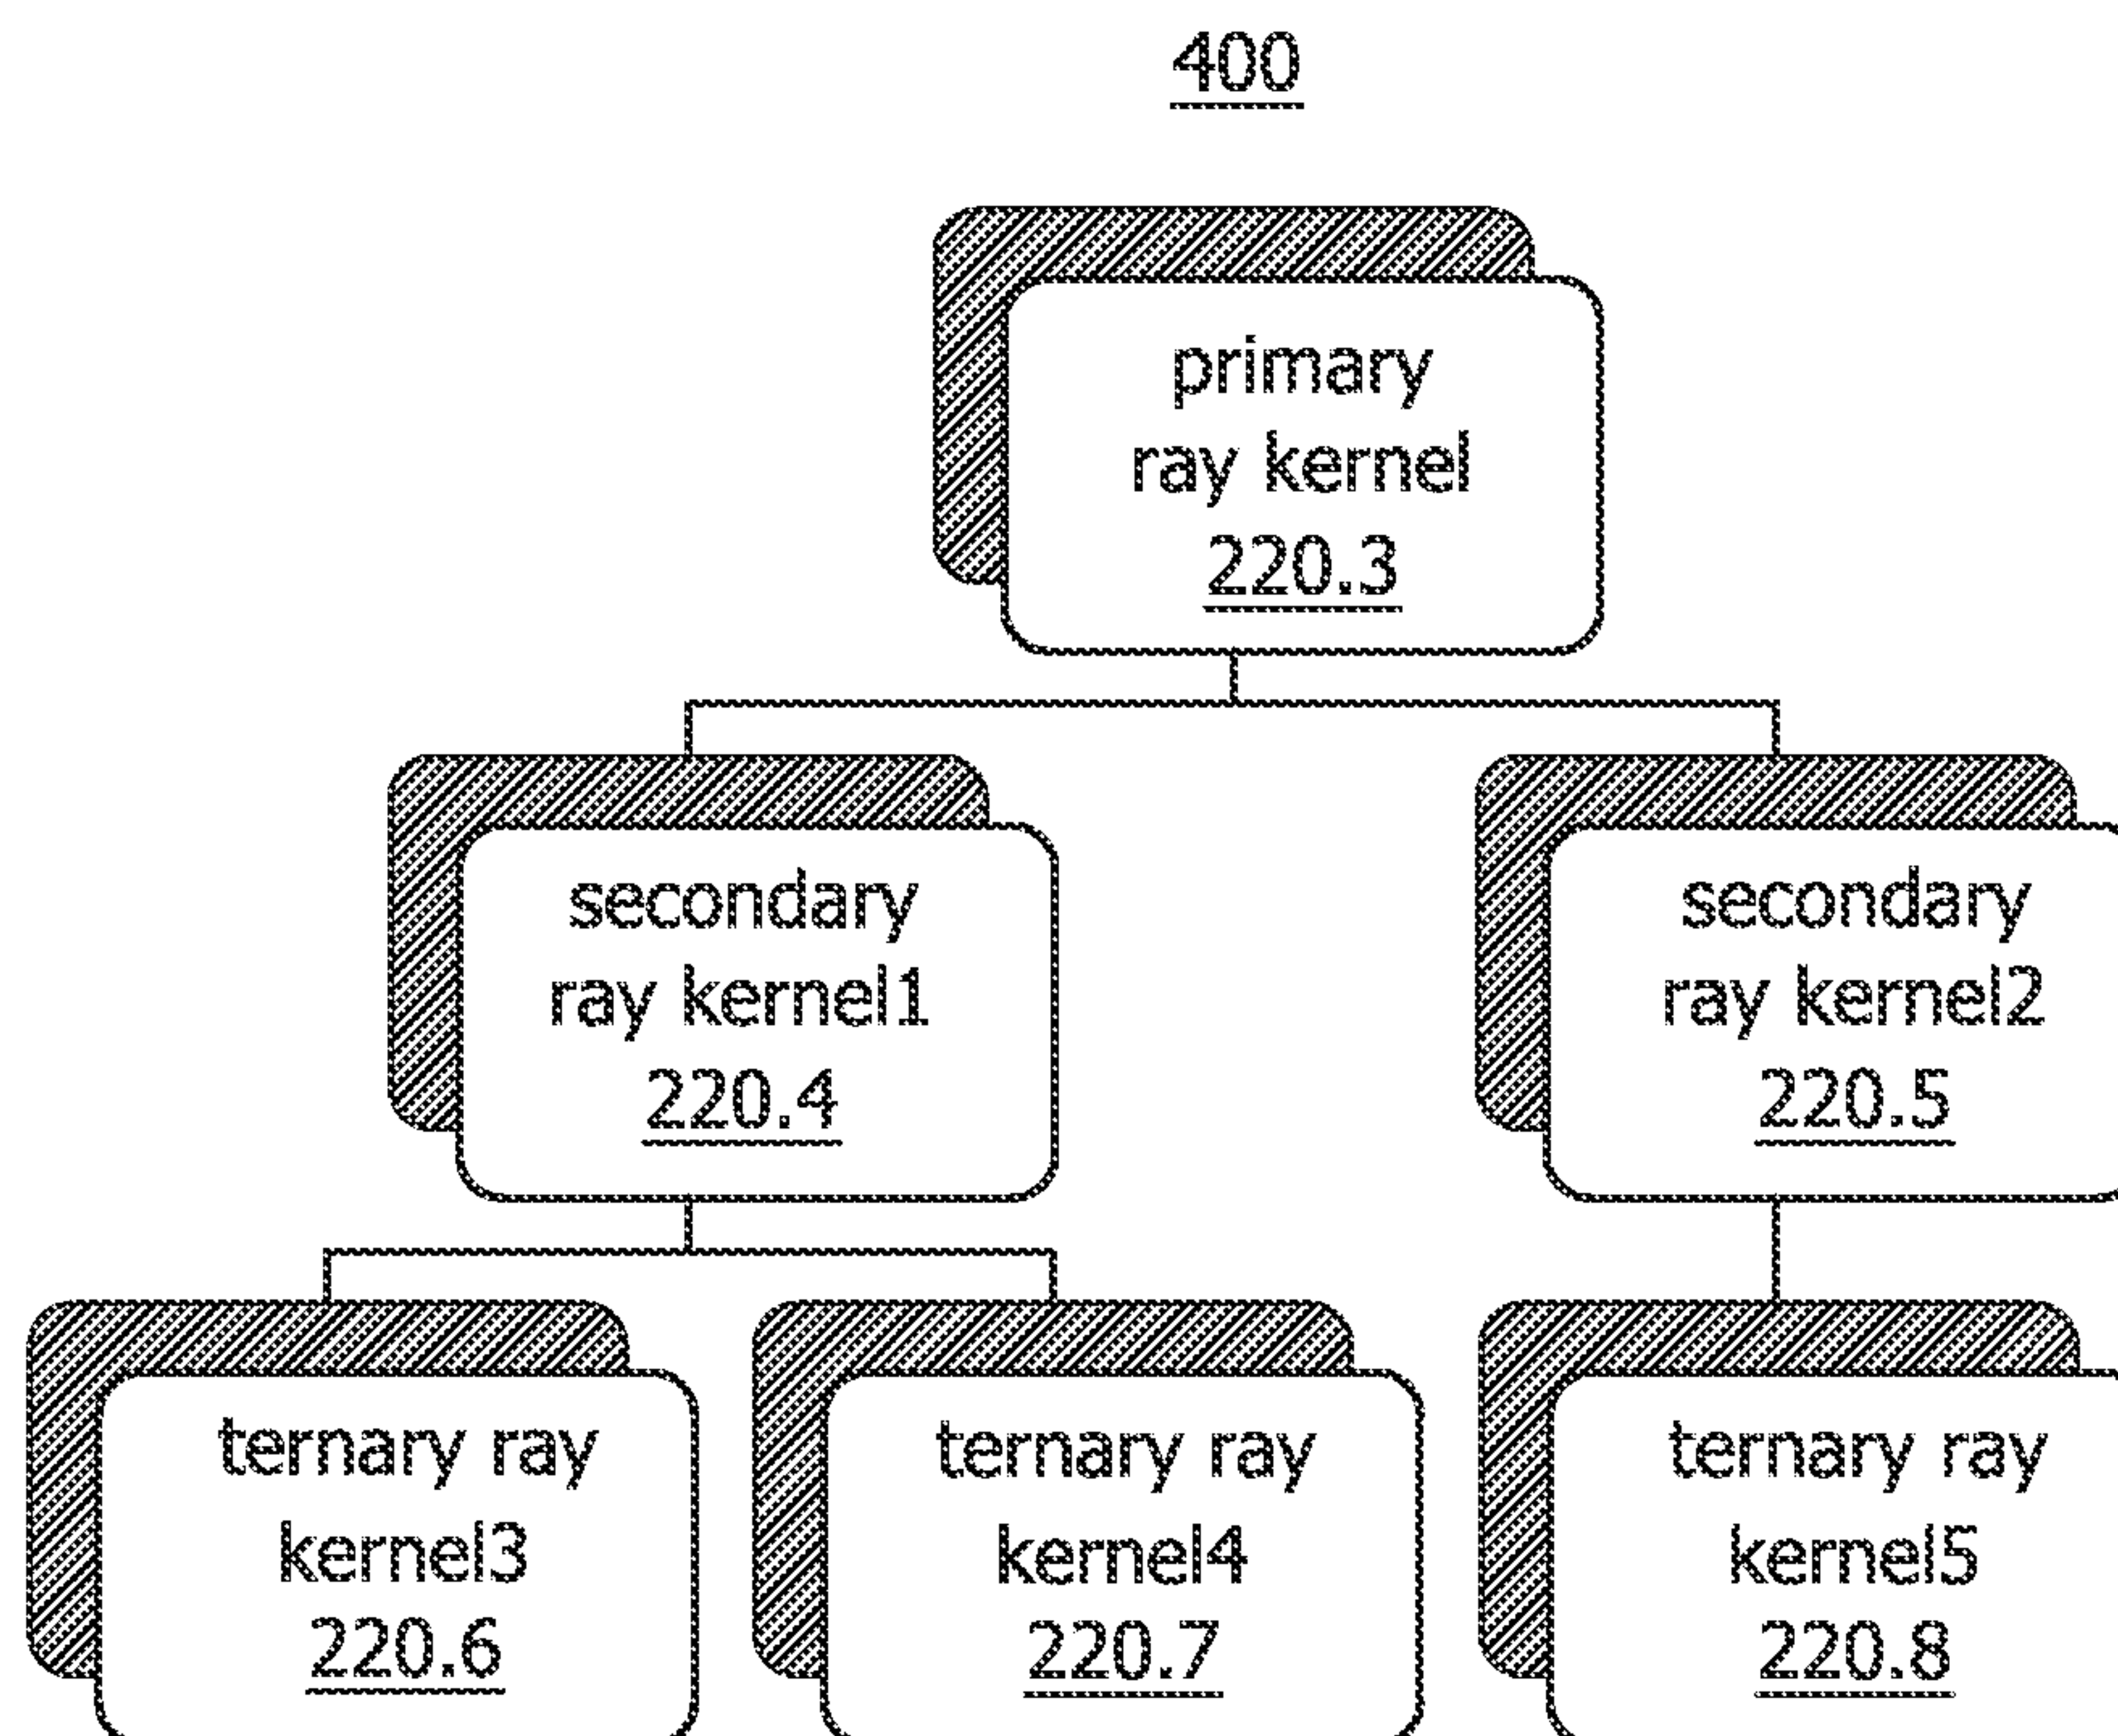 400
primary
ray kernel
220.3
secondary
ray kernel1
220.4
secondary
ray kernel2
220.5
ternary ray
kernel3
220.6
ternary ray
kernel4
220.7
ternary ray
kernel5
220.8